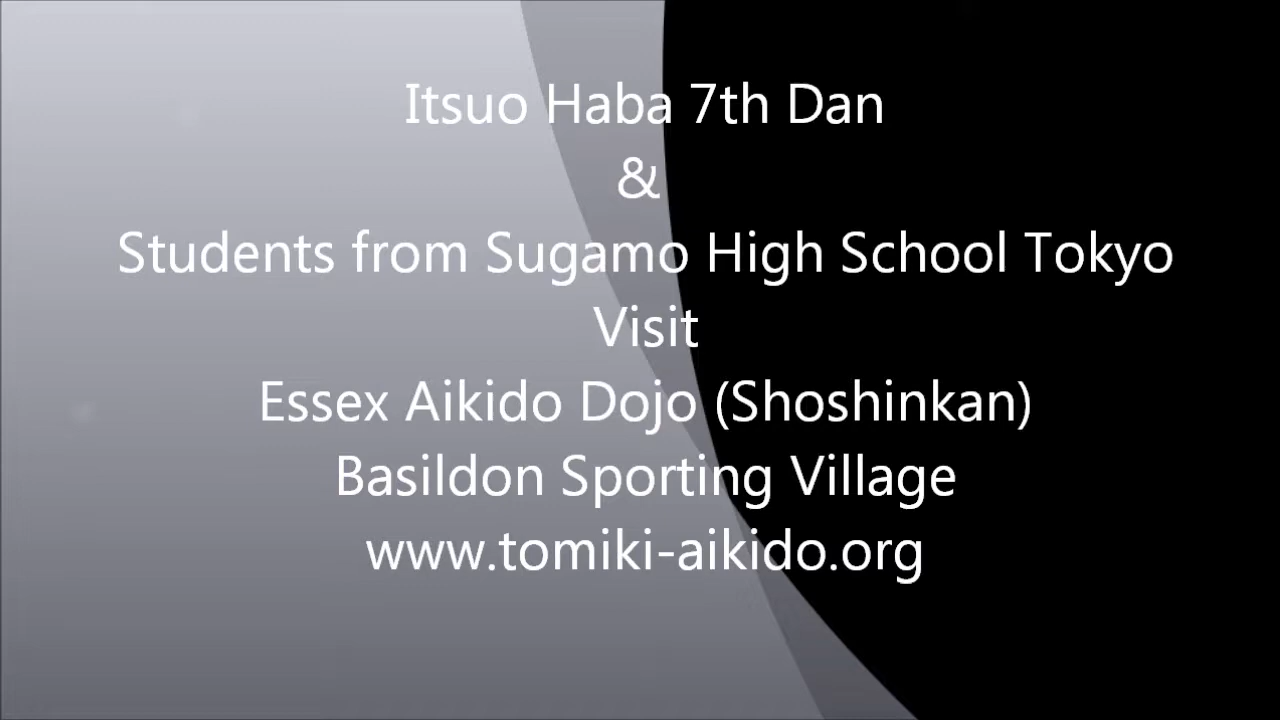 Itsuo Haba 7th Dan
&
Students from Sugamo High School Tokyo
Visit
Essex Aikido Dojo (Shoshinkan)
Basildon Sporting Village
www.tomiki-aikido.org